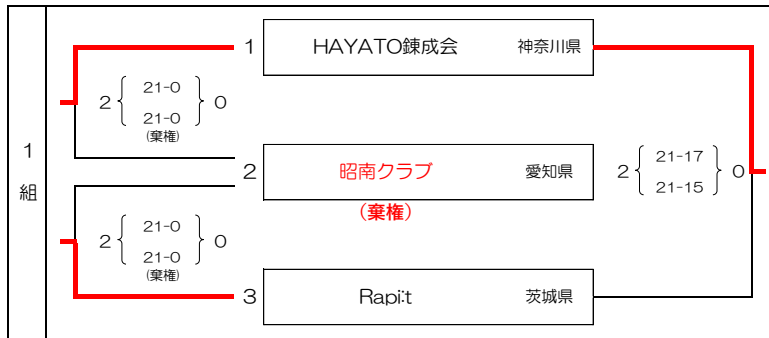 1組
1 HAYATO錬成会 神奈川県
2 { 21-0 21-0 } 0
(棄権)
2 昭南クラブ 愛知県
(棄権)
2 { 21-17 21-15 } 0
2 { 21-0 21-0 } 0
(棄権)
3 Rapi:t 茨城県